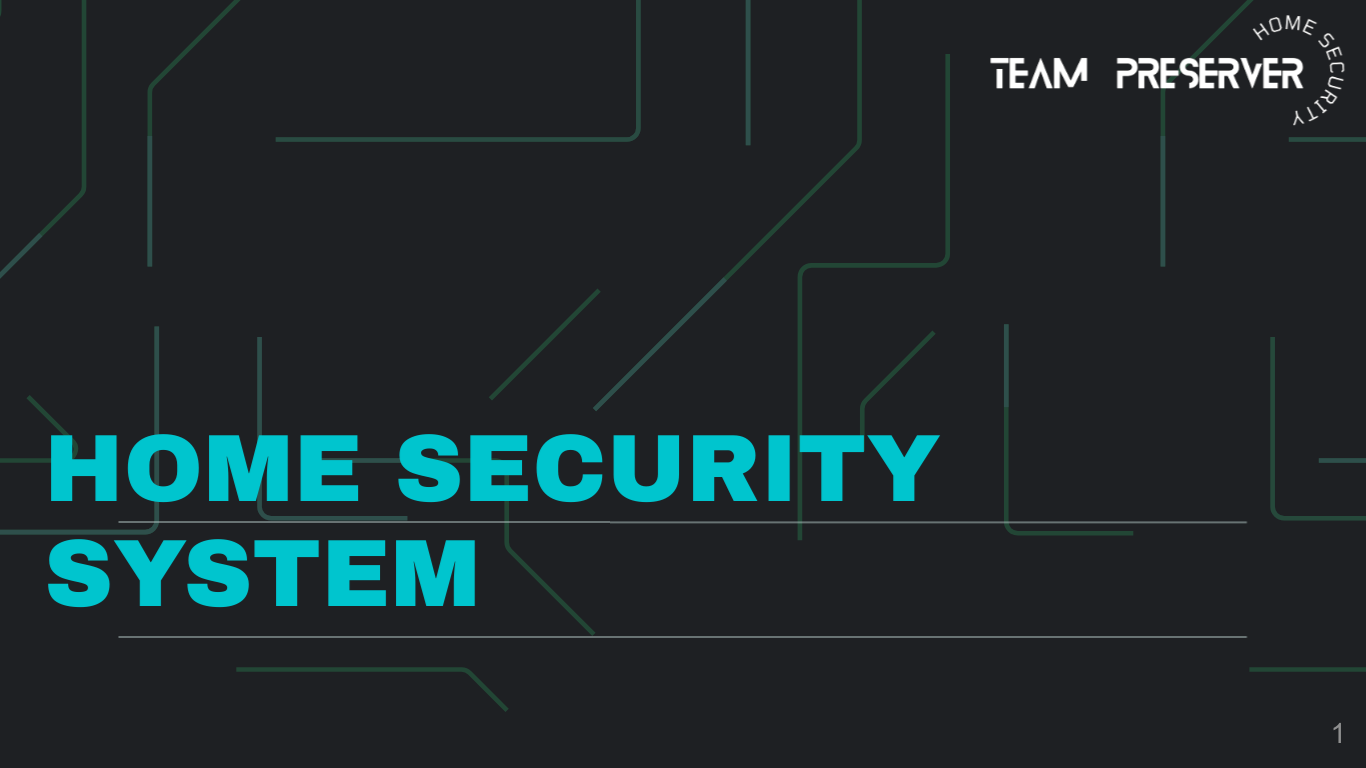 TEAM PRESERVER
HOME SECURITY
HOME SECURITY
SYSTEM
1